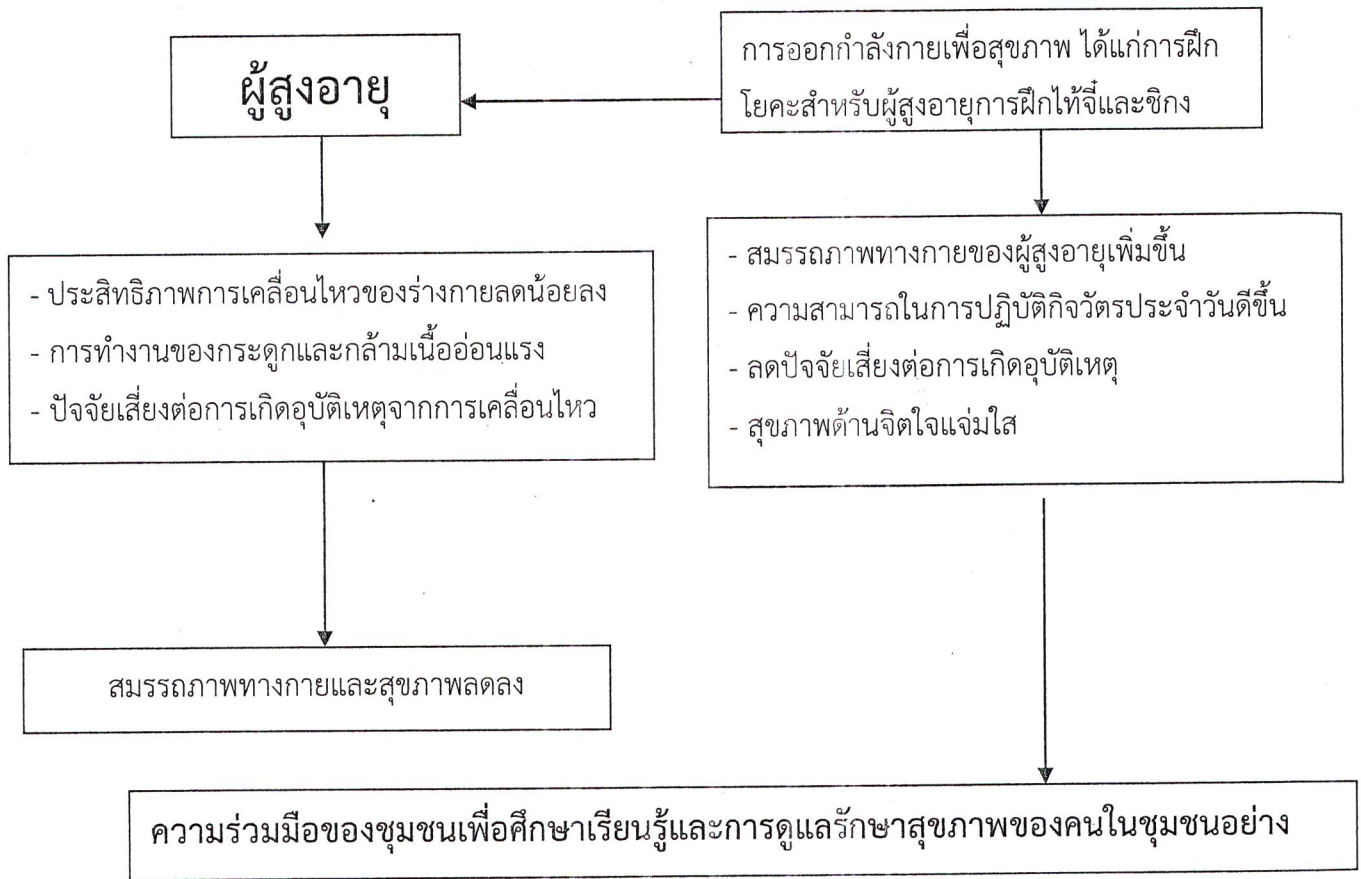 ผู้สูงอายุ
การออกกำลังกายเพื่อสุขภาพ ได้แก่การฝึก
โยคะสำหรับผู้สูงอายุการฝึกไท้จี๋และชิกง
- ประสิทธิภาพการเคลื่อนไหวของร่างกายลดน้อยลง
- การทำงานของกระดูกและกล้ามเนื้ออ่อนแรง
- ปัจจัยเสี่ยงต่อการเกิดอุบัติเหตุจากการเคลื่อนไหว
- สมรรถภาพทางกายของผู้สูงอายุเพิ่มขึ้น
- ความสามารถในการปฏิบัติกิจวัตรประจำวันดีขึ้น
- ลดปัจจัยเสี่ยงต่อการเกิดอุบัติเหตุ
- สุขภาพด้านจิตใจแจ่มใส
สมรรถภาพทางกายและสุขภาพลดลง
ความร่วมมือของชุมชนเพื่อศึกษาเรียนรู้และการดูแลรักษาสุขภาพของคนในชุมชนอย่าง